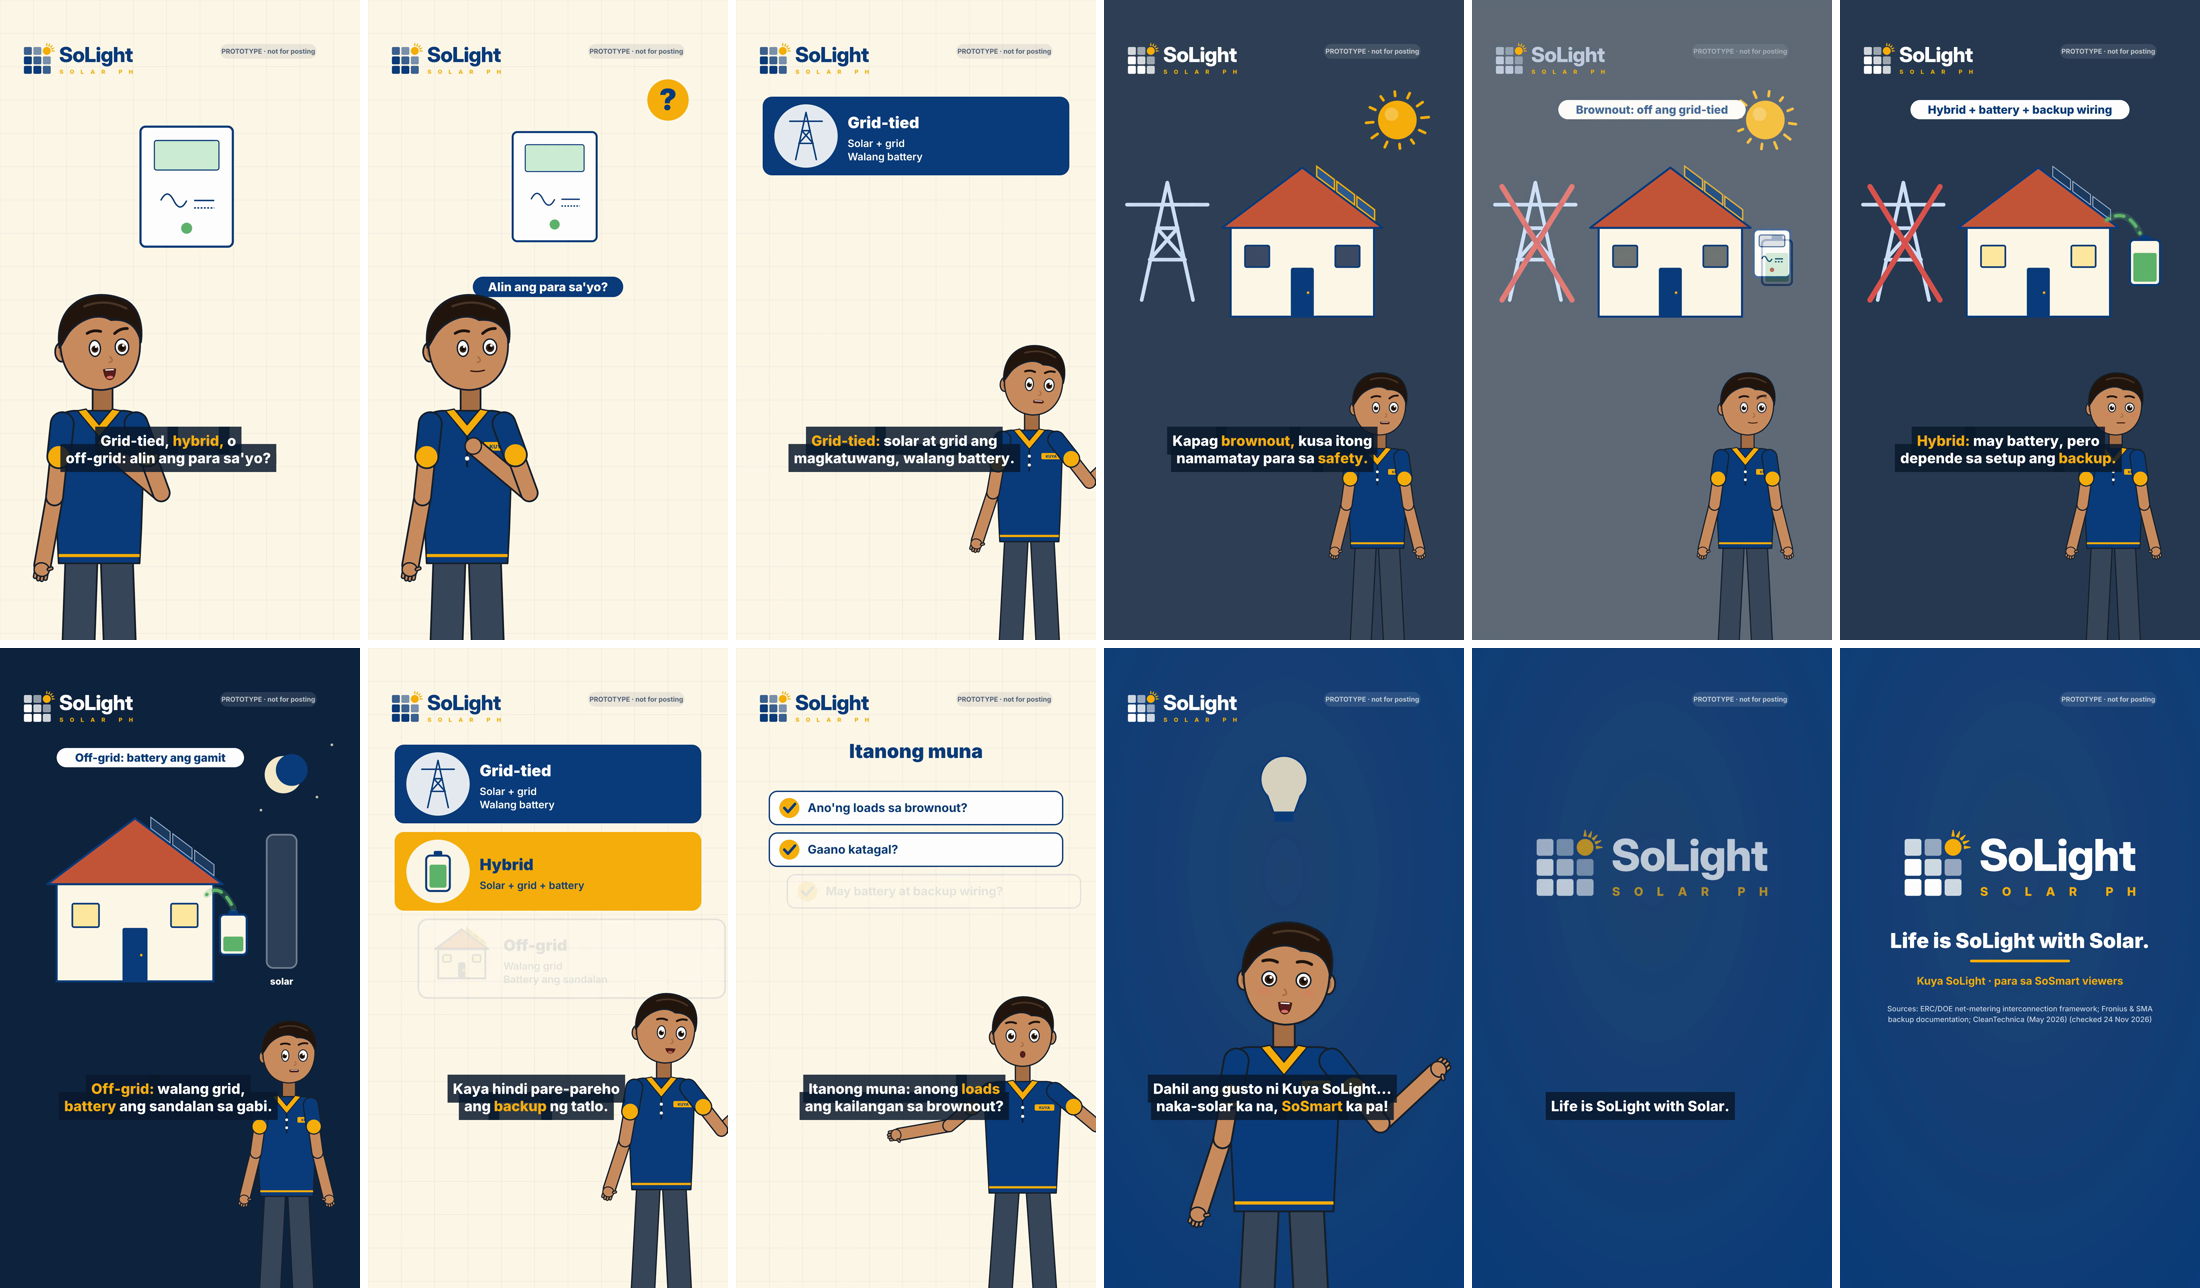 SoLight
SOLAR PH
PROTOTYPE - not for posting
Grid-tied, hybrid, o
off-grid: alin ang para sa'yo?
SoLight
SOLAR PH
PROTOTYPE - not for posting
?
Alin ang para sa'yo?
SoLight
SOLAR PH
PROTOTYPE - not for posting
Grid-tied
Solar + grid
Walang battery
Grid-tied: solar at grid ang
magkatuwang, walang battery.
SoLight
SOLAR PH
PROTOTYPE - not for posting
Kapag brownout, kusa itong
namamatay para sa safety.
SoLight
SOLAR PH
PROTOTYPE - not for posting
Brownout: off ang grid-tied
SoLight
SOLAR PH
PROTOTYPE - not for posting
Hybrid + battery + backup wiring
Hybrid: may battery, pero
depende sa setup ang backup.
SoLight
SOLAR PH
PROTOTYPE - not for posting
Off-grid: battery ang gamit
solar
Off-grid: walang grid,
battery ang sandalan sa gabi.
SoLight
SOLAR PH
PROTOTYPE - not for posting
Grid-tied
Solar + grid
Walang battery
Hybrid
Solar + grid + battery
Off-grid
Walang grid
Battery ang sandalan
Kaya hindi pare-pareho
ang backup ng tatlo.
SoLight
SOLAR PH
PROTOTYPE - not for posting
Itanong muna
Ano'ng loads sa brownout?
Gaano katagal?
May battery at backup wiring?
Itanong muna: anong loads
ang kailangan sa brownout?
SoLight
SOLAR PH
PROTOTYPE - not for posting
Dahil ang gusto ni Kuya SoLight...
naka-solar ka na, SoSmart ka pa!
PROTOTYPE - not for posting
SoLight
SOLAR PH
Life is SoLight with Solar.
PROTOTYPE - not for posting
SoLight
SOLAR PH
Life is SoLight with Solar.
Kuya SoLight · para sa SoSmart viewers
Sources: ERC/DOE net-metering interconnection framework; Fronius & SMA
backup documentation; CleanTechnica (May 2026) (checked 24 Nov 2026)